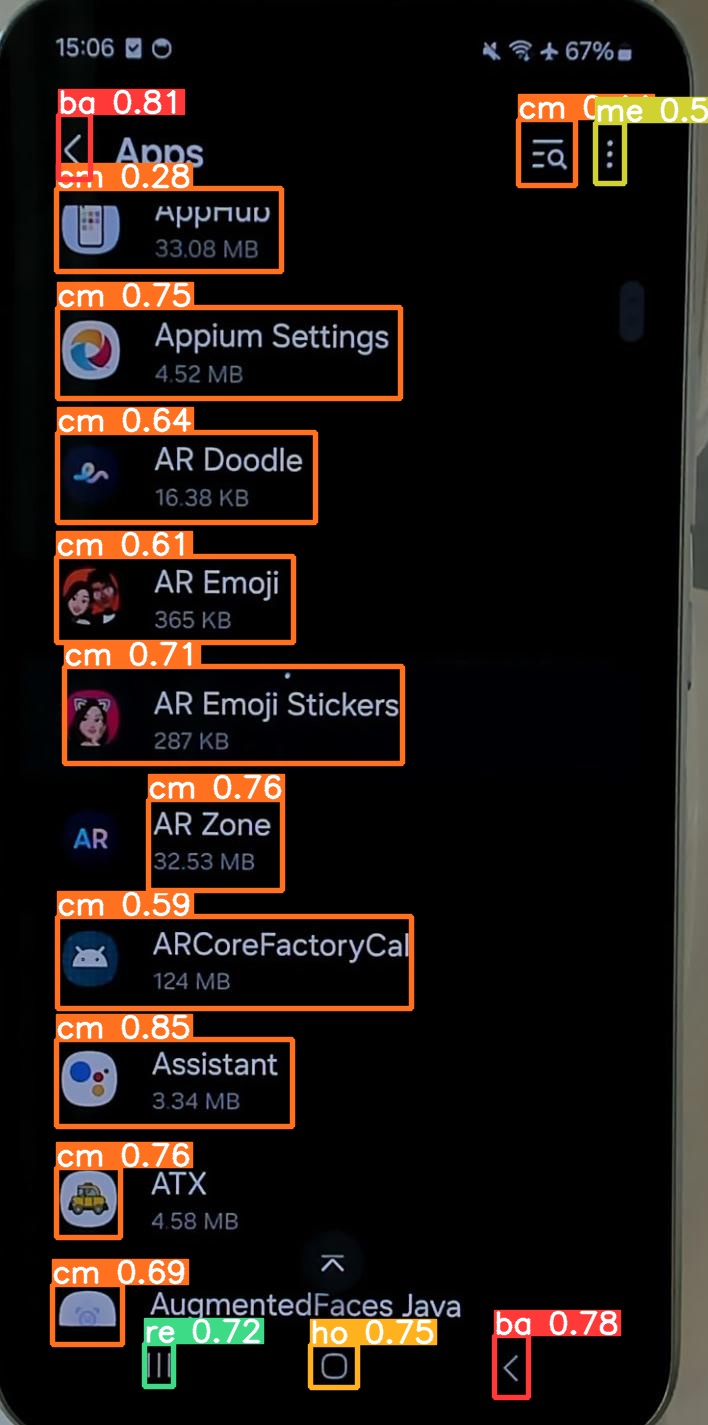 15:06 67%
ba 0.81
cm 0
me 0.5
Apps
cm 0.28
AppHub
33.08 MB
cm 0.75
Appium Settings
4.52 MB
cm 0.64
AR Doodle
16.38 KB
cm 0.61
AR Emoji
365 KB
cm 0.71
AR Emoji Stickers
287 KB
cm 0.76
AR
AR Zone
32.53 MB
cm 0.59
ARCoreFactoryCal
124 MB
cm 0.85
Assistant
3.34 MB
cm 0.76
ATX
4.58 MB
cm 0.69
AugmentedFaces Java
re 0.72
ho 0.75
ba 0.78